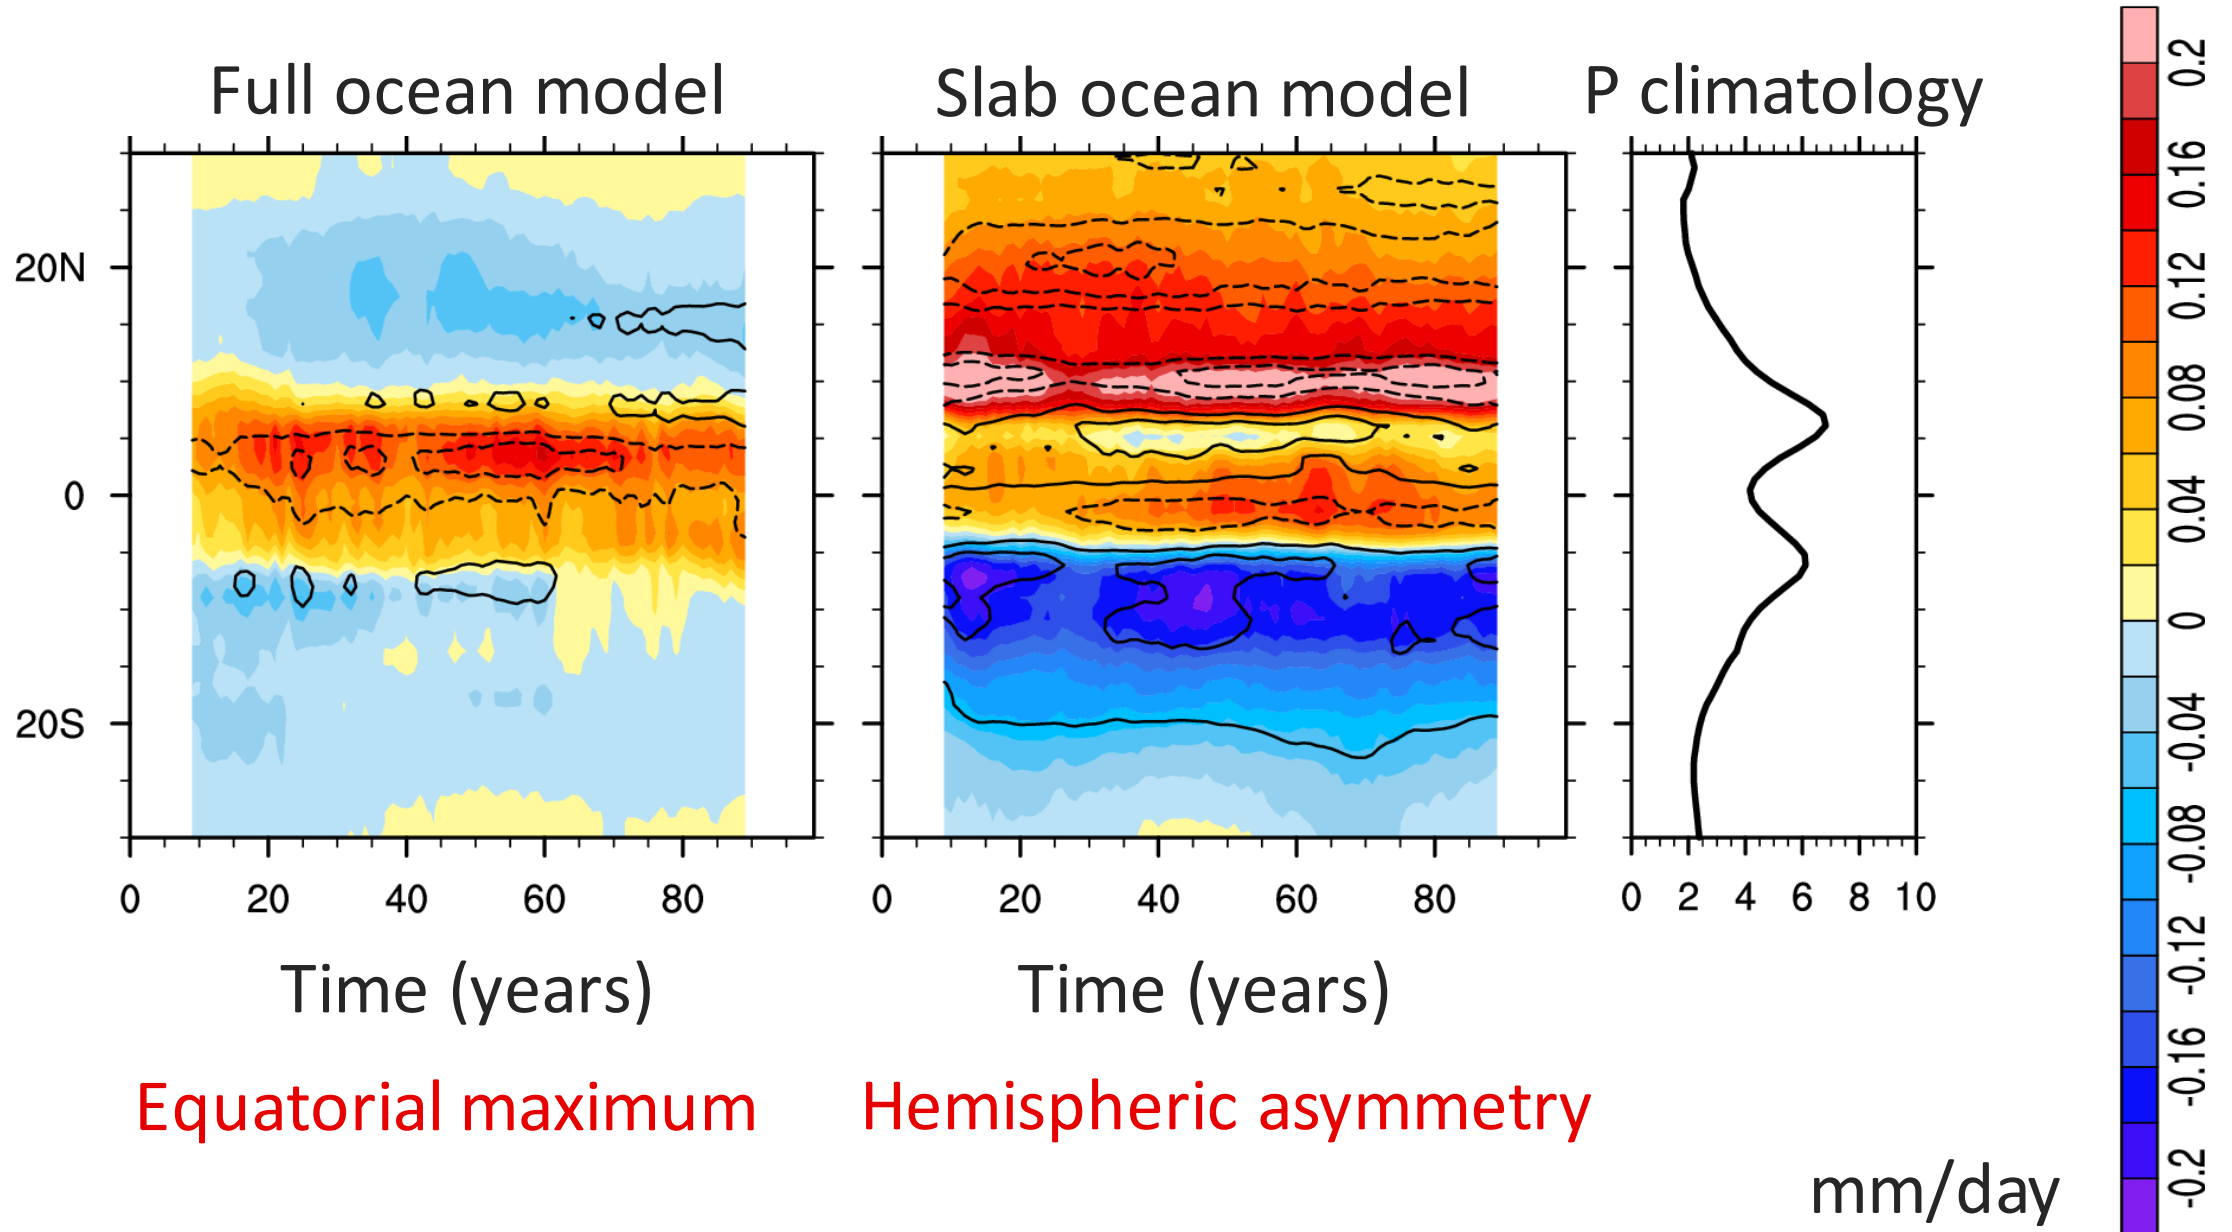 Full ocean model
Slab ocean model
P climatology
20N
0
20S
0 20 40 60 80
0 20 40 60 80
0 2 4 6 8 10
Time (years)
Time (years)
Equatorial maximum
Hemispheric asymmetry
mm/day
0.2
0.16
0.12
0.08
0.04
0
-0.04
-0.08
-0.12
-0.16
-0.2